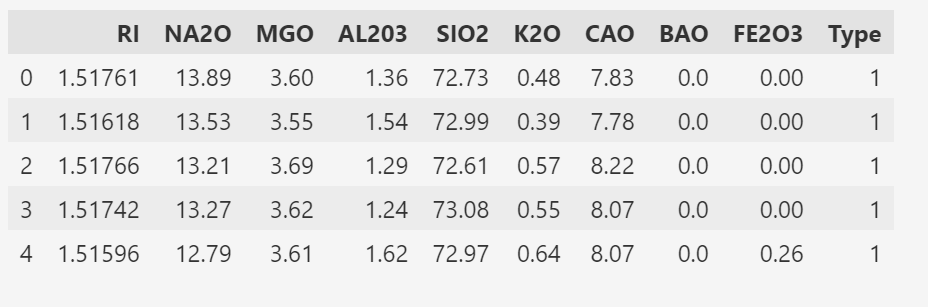 RI NA2O MGO AL203 SIO2 K2O CAO BAO FE2O3 Type
0 1.51761 13.89 3.60 1.36 72.73 0.48 7.83 0.0 0.00 1
1 1.51618 13.53 3.55 1.54 72.99 0.39 7.78 0.0 0.00 1
2 1.51766 13.21 3.69 1.29 72.61 0.57 8.22 0.0 0.00 1
3 1.51742 13.27 3.62 1.24 73.08 0.55 8.07 0.0 0.00 1
4 1.51596 12.79 3.61 1.62 72.97 0.64 8.07 0.0 0.26 1